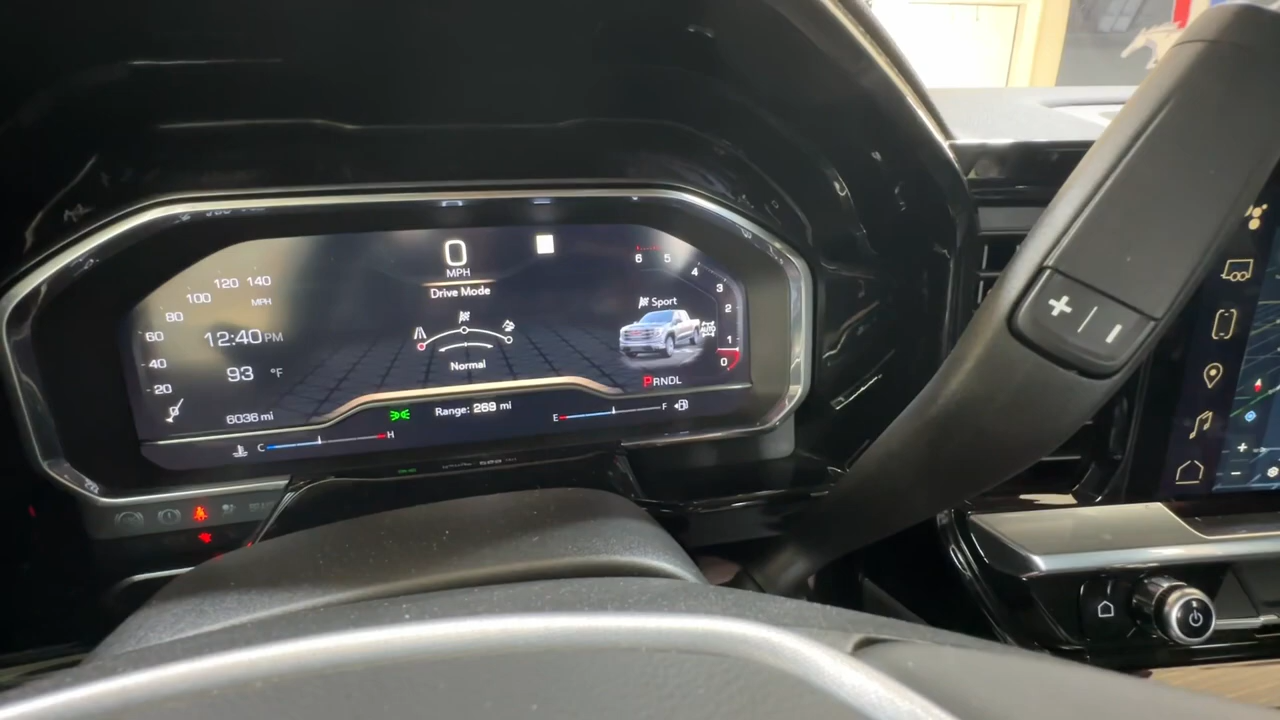 0
MPH
Drive Mode
Normal
120 140
100
MPH
80
60
12:40 PM
40
93 °F
20
6036 mi
C
H
Range: 269 mi
E
F
6 5
4
3
2
1
0
Sport
AUTO
PRNDL
+